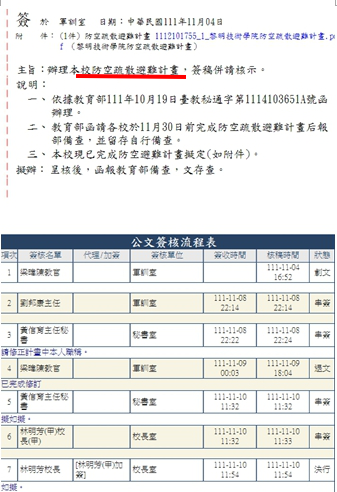 簽 於 軍訓室 日期：中華民國111年11月04日
附 件：(1件) 防空疏散避難計畫 1112101755_1_黎明技術學院防空疏散避難計畫.pd
f (黎明技術學院防空疏散避難計畫)
主旨：辦理本校防空疏散避難計畫，簽稿併請核示。
說明：
一、依據教育部111年10月19日臺教秘通字第1114103651A號函
辦理。
二、教育部函請各校於11月30日前完成防空疏散避難計畫后報
部備查，並留存自行備查。
三、本校現已完成防空避難計畫擬定(如附件)。
擬辦：呈核後，函報教育部備查，文存查。
公文簽核流程表
項次 簽核名單 代理/加簽 簽核單位 簽收時間 核稿時間 狀態
1 梁暐陳教官 軍訓室 111-11-04 16:52 創文
2 劉邦康主任 軍訓室 111-11-08 22:14 111-11-08 22:14 串簽
3 黃信育主任秘書 秘書室 111-11-08 22:22 111-11-08 22:24 串簽
請修正計畫中本人職稱。
4 梁暐陳教官 軍訓室 111-11-09 00:03 111-11-09 18:04 退文
已完成修訂
5 黃信育主任秘書 秘書室 111-11-10 11:32 111-11-10 11:32 串簽
擬如擬。
6 林明芳(甲)校長(甲) 校長室 111-11-10 11:32 111-11-10 11:33 串簽
7 林明芳校長 [林明芳(甲)加簽] 校長室 111-11-10 11:54 111-11-10 11:54 決行
如擬。